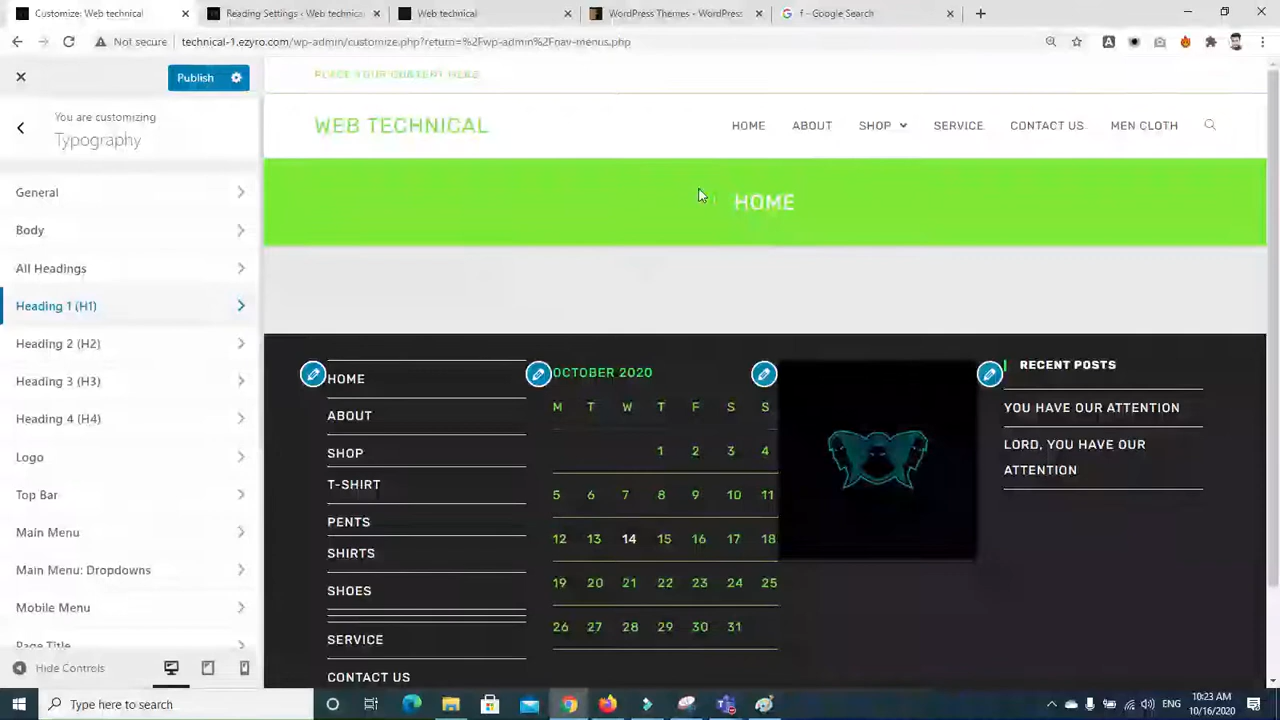 Customize: Web technical
Reading Settings - Web technica
Web technical
WordPress Themes - WordPress
f - Google Search
Not secure
technical-1.ezyro.com/wp-admin/customize.php?return=%2Fwp-admin%2Fnav-menus.php
Publish
You are customizing
Typography
General
Body
All Headings
Heading 1 (H1)
Heading 2 (H2)
Heading 3 (H3)
Heading 4 (H4)
Logo
Top Bar
Main Menu
Main Menu: Dropdowns
Mobile Menu
Page Title
Hide Controls
PLACE YOUR CONTENT HERE
WEB TECHNICAL
HOME ABOUT SHOP SERVICE CONTACT US MEN CLOTH
HOME
HOME
ABOUT
SHOP
T-SHIRT
PENTS
SHIRTS
SHOES
SERVICE
CONTACT US
OCTOBER 2020
M T W T F S S
1 2 3 4
5 6 7 8 9 10 11
12 13 14 15 16 17 18
19 20 21 22 23 24 25
26 27 28 29 30 31
RECENT POSTS
YOU HAVE OUR ATTENTION
LORD, YOU HAVE OUR
ATTENTION
Type here to search
ENG
10:23 AM
10/16/2020